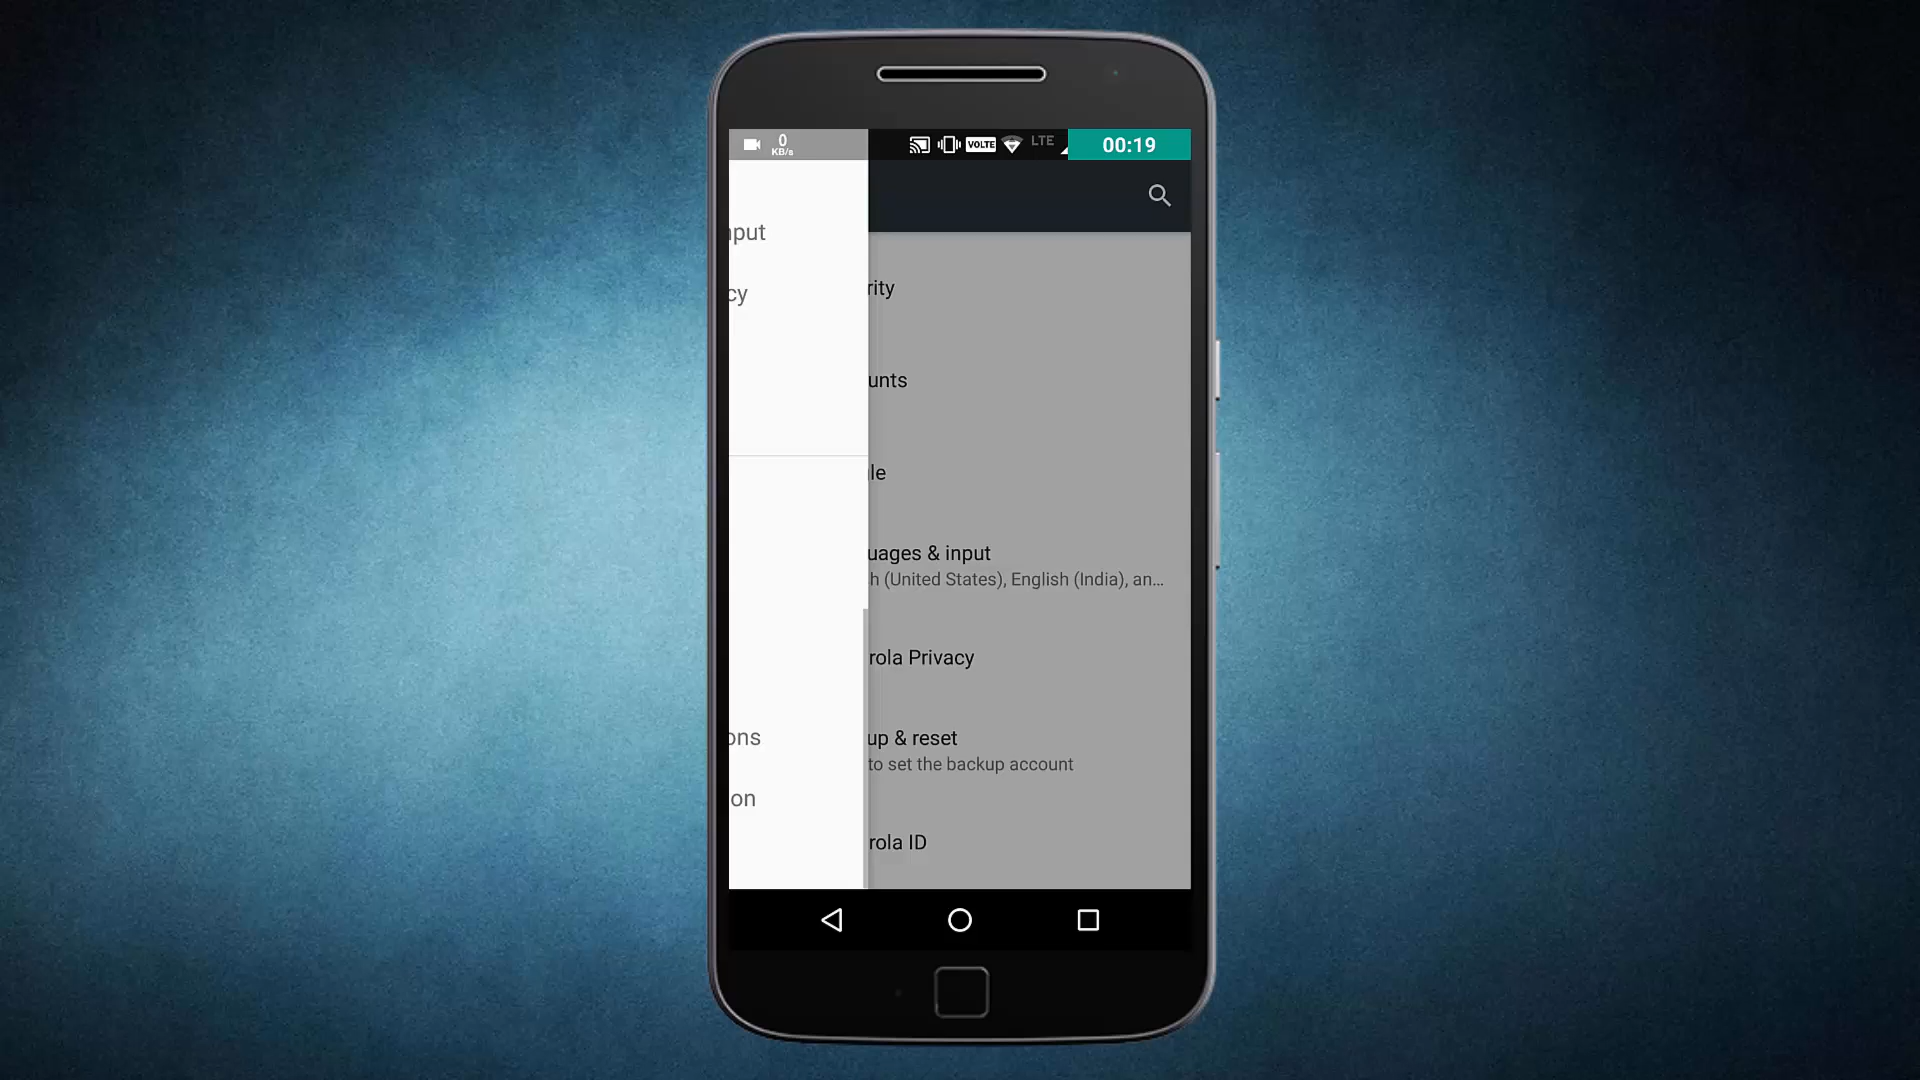 0
KB/s
VOLTE
LTE
00:19
put
cy
ons
on
rity
unts
le
uages & input
h (United States), English (India), an...
rola Privacy
up & reset
to set the backup account
rola ID